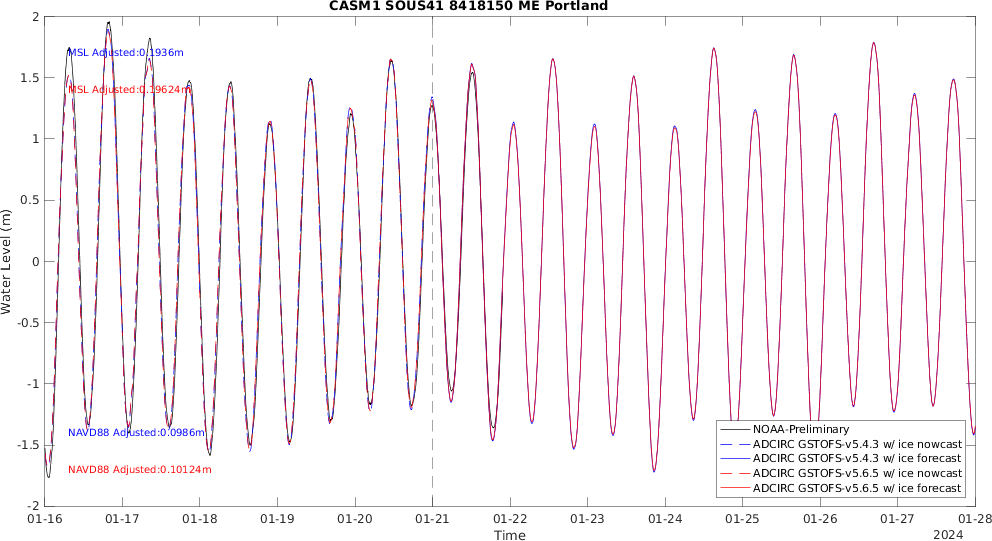 CASM1 SOUS41 8418150 ME Portland
2
1.5
1
0.5
0
-0.5
-1
-1.5
-2
Water Level (m)
MSL Adjusted:0.1936m
MSL Adjusted:0.19624m
NAVD88 Adjusted:0.0986m
NAVD88 Adjusted:0.10124m
NOAA-Preliminary
ADCIRC GSTOFS-v5.4.3 w/ ice nowcast
ADCIRC GSTOFS-v5.4.3 w/ ice forecast
ADCIRC GSTOFS-v5.6.5 w/ ice nowcast
ADCIRC GSTOFS-v5.6.5 w/ ice forecast
01-16 01-17 01-18 01-19 01-20 01-21 01-22 01-23 01-24 01-25 01-26 01-27 01-28
Time
2024